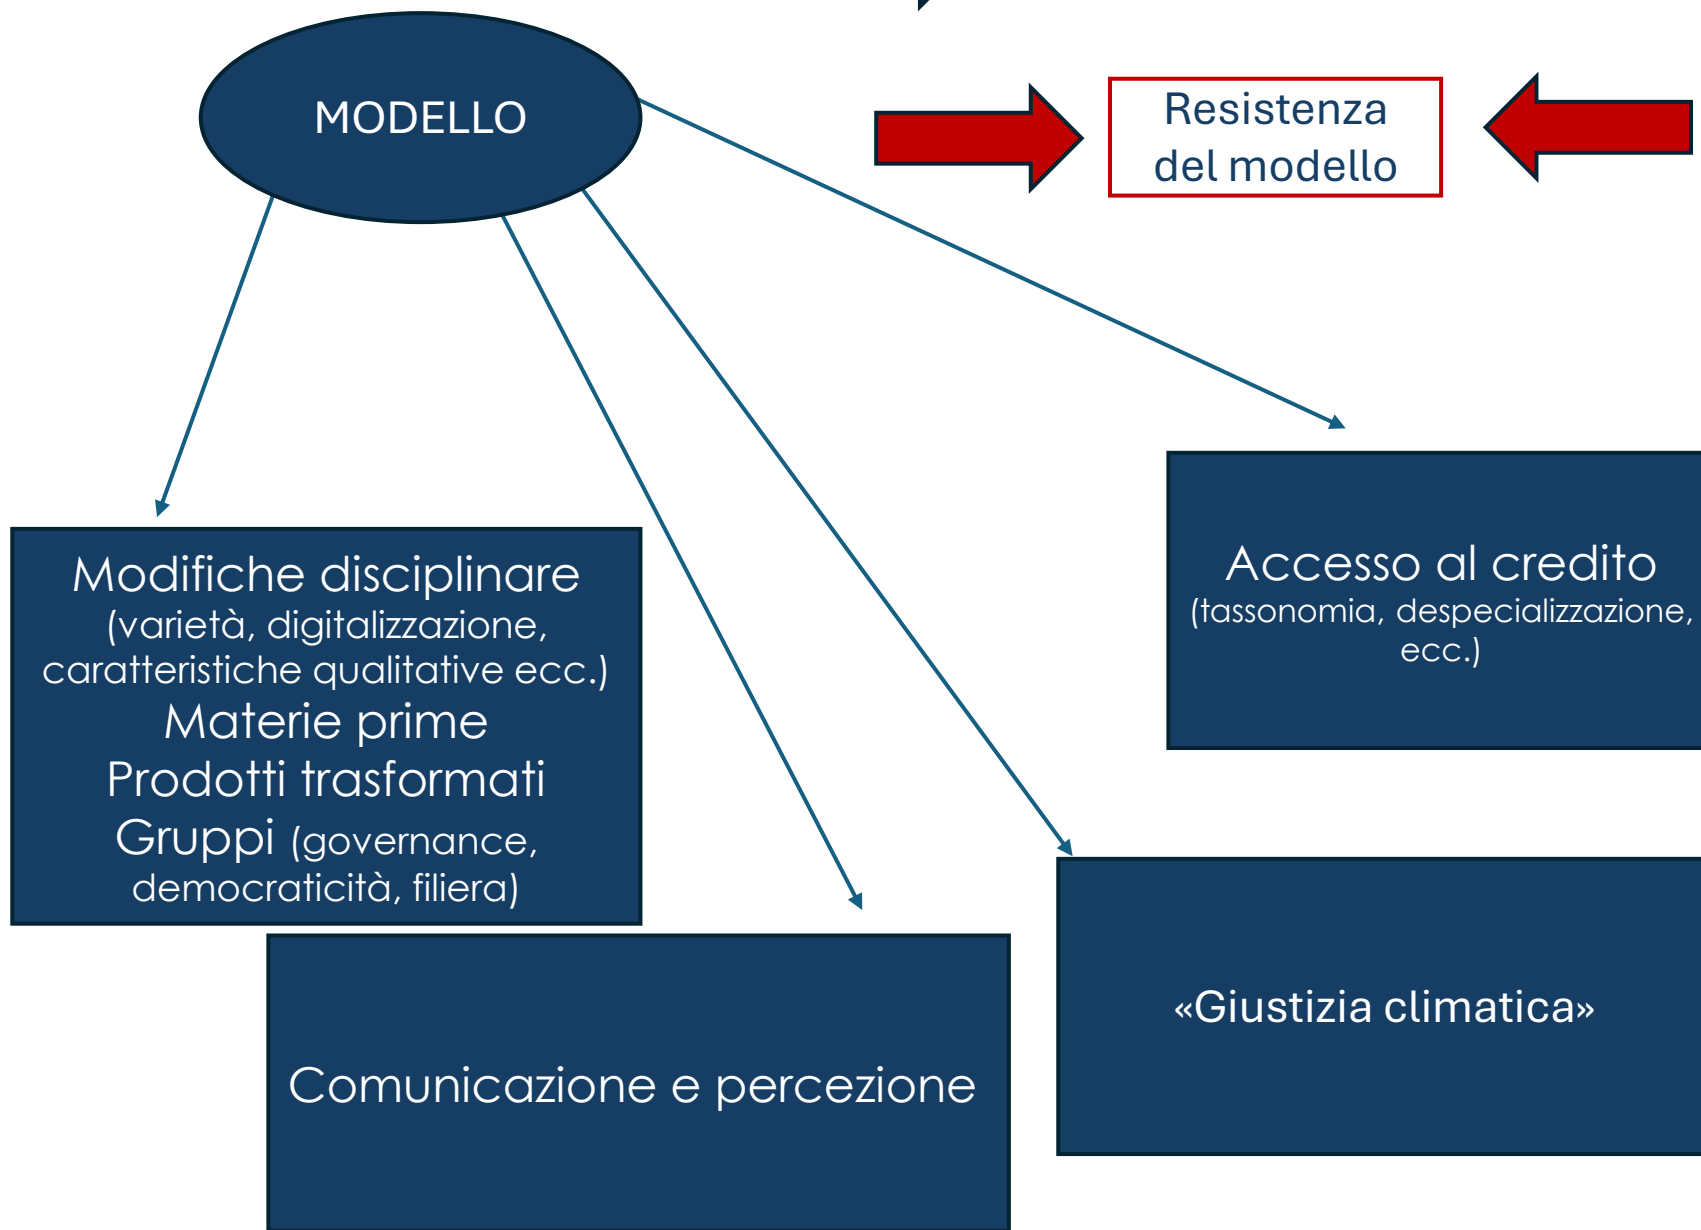 MODELLO
Resistenza
del modello
Modifiche disciplinare
(varietà, digitalizzazione,
caratteristiche qualitative ecc.)
Materie prime
Prodotti trasformati
Gruppi (governance,
democraticità, filiera)
Accesso al credito
(tassonomia, despecializzazione,
ecc.)
Comunicazione e percezione
«Giustizia climatica»